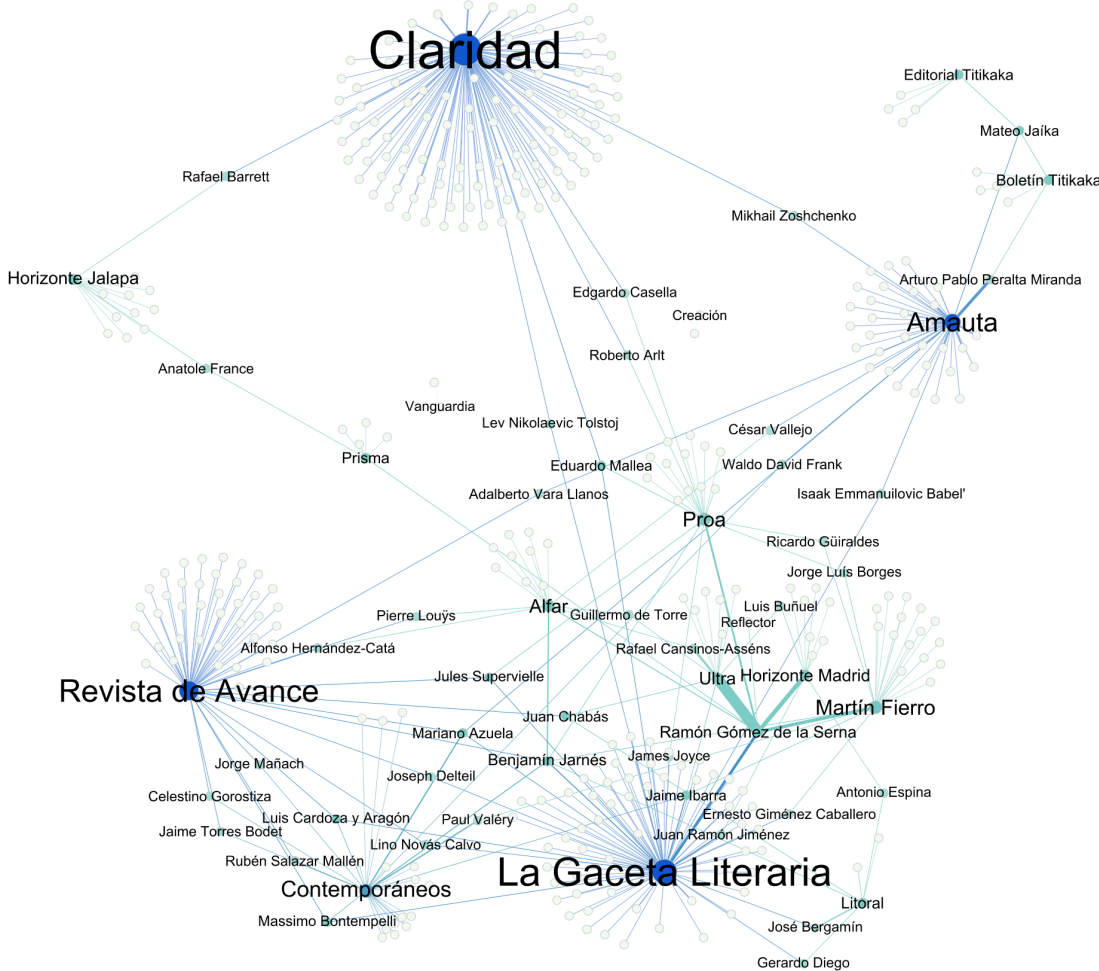 Claridad
Editorial Titikaka
Mateo Jaíka
Rafael Barrett
Boletín Titikaka
Mikhail Zoshchenko
Horizonte Jalapa
Arturo Pablo Peralta Miranda
Edgardo Casella
Creación
Amauta
Roberto Arlt
Anatole France
Vanguardia
Lev Nikolaevic Tolstoj
César Vallejo
Prisma
Eduardo Mallea
Waldo David Frank
Adalberto Vara Llanos
Isaak Emmanuilovic Babel'
Proa
Ricardo Güiraldes
Jorge Luis Borges
Alfar
Pierre Louÿs
Guillermo de Torre
Luis Buñuel
Reflector
Alfonso Hernández-Catá
Rafael Cansinos-Asséns
Jules Supervielle
Ultra
Horizonte Madrid
Revista de Avance
Martín Fierro
Juan Chabás
Mariano Azuela
Ramón Gómez de la Serna
Benjamín Jarnés
James Joyce
Jorge Mañach
Joseph Delteil
Celestino Gorostiza
Jaime Ibarra
Antonio Espina
Luis Cardoza y Aragón
Paul Valéry
Ernesto Giménez Caballero
Jaime Torres Bodet
Lino Novás Calvo
Juan Ramón Jiménez
Rubén Salazar Mallén
Contemporáneos
La Gaceta Literaria
Litoral
Massimo Bontempelli
José Bergamín
Gerardo Diego